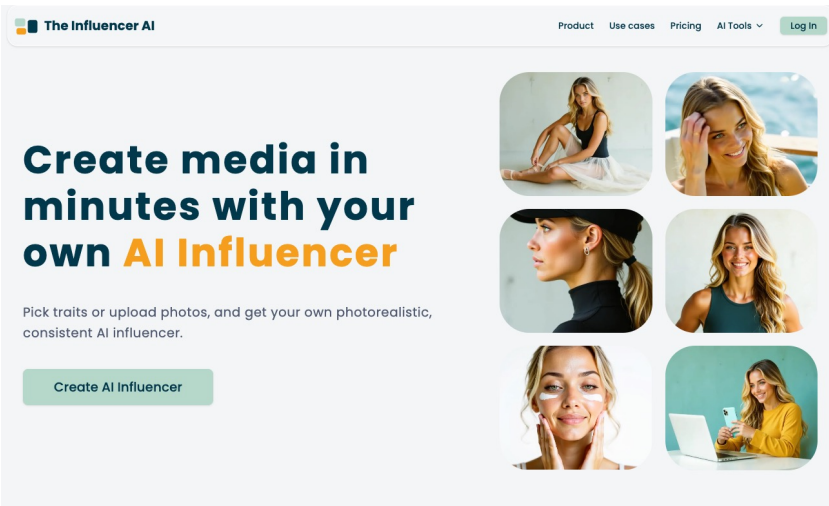 The Influencer AI
Product Use cases Pricing AI Tools Log In
Create media in
minutes with your
own AI Influencer
Pick traits or upload photos, and get your own photorealistic,
consistent AI influencer.
Create AI Influencer